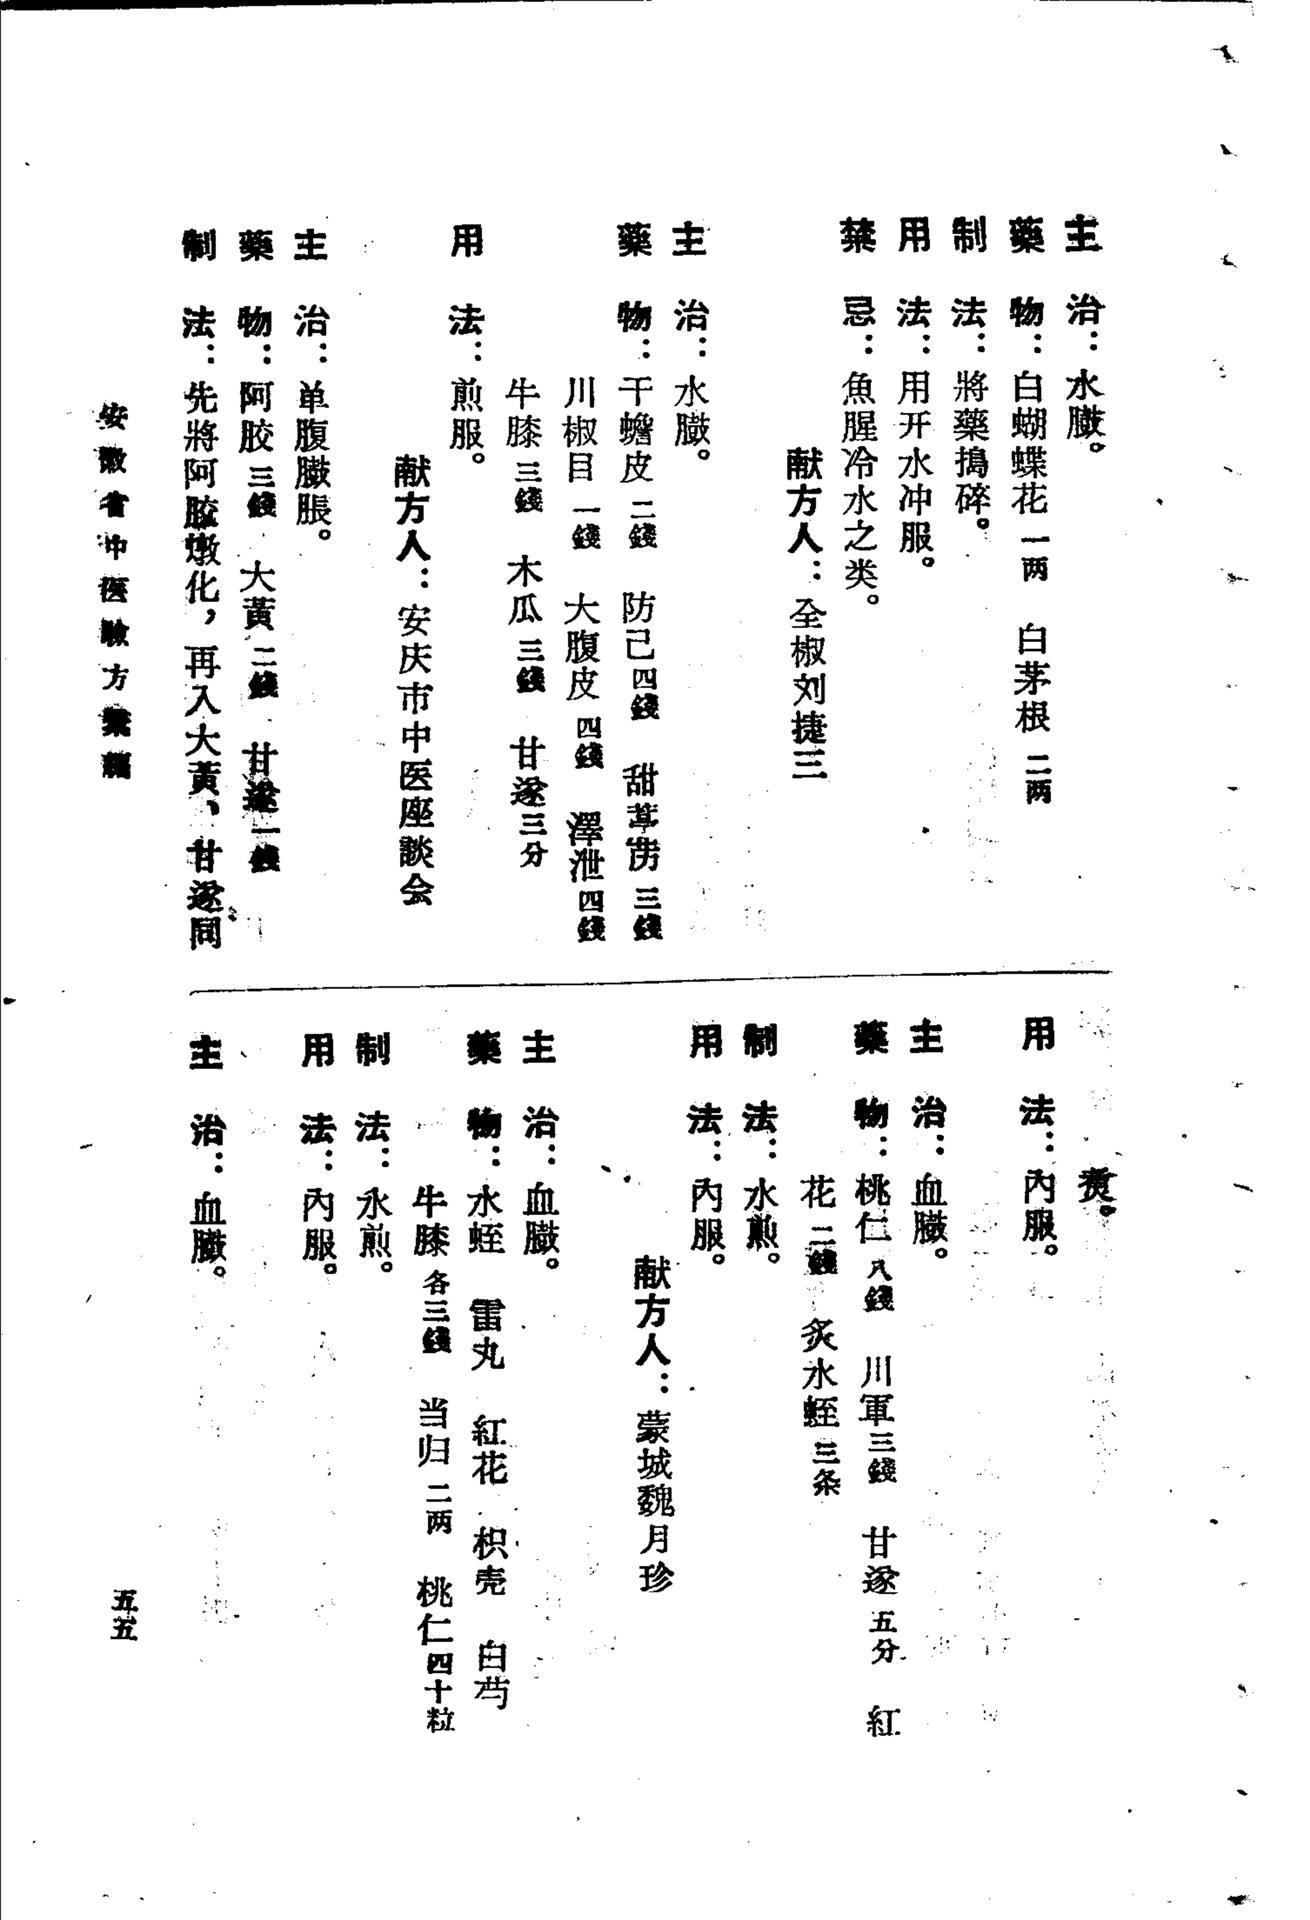 主　治：水臌。
藥　物：白蝴蝶花一两　白茅根二两
制　法：將藥搗碎。
用　法：用开水冲服。
禁　忌：魚腥冷水之类。
献方人：全椒刘捷三
主　治：水臌。
藥　物：干蟾皮二錢　防己四錢　甜葶藶三錢
川椒目一錢　大腹皮四錢　澤泄四錢
牛膝三錢　木瓜三錢　甘遂三分
用　法：煎服。
献方人：安庆市中医座談会
主　治：单腹臌脹。
藥　物：阿胶三錢　大黃二錢　甘遂一錢
制　法：先將阿胶燉化，再入大黃、甘遂同
煑。
用　法：內服。
主　治：血臌。
藥　物：桃仁八錢　川軍三錢　甘遂五分　紅
花二錢　炙水蛭三条
制　法：水煎。
用　法：內服。
献方人：蒙城魏月珍
主　治：血臌。
藥　物：水蛭　雷丸　紅花　枳壳　白芍
牛膝各三錢　当归二两　桃仁四十粒
制　法：水煎。
用　法：內服。
主　治：血臌。
安徽省中医驗方彙編
五五